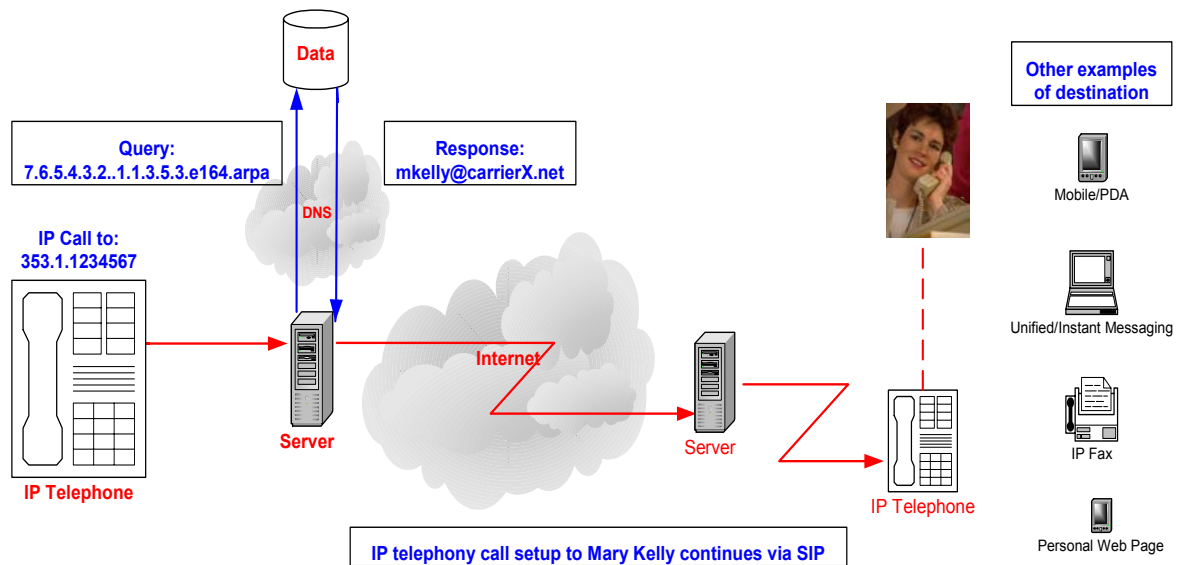 Data
Other examples
of destination
Query:
7.6.5.4.3.2..1.1.3.5.3.e164.arpa
Response:
mkelly@carrierX.net
DNS
Mobile/PDA
IP Call to:
353.1.1234567
Unified/Instant Messaging
Internet
Server
Server
IP Fax
IP Telephone
IP Telephone
Personal Web Page
IP telephony call setup to Mary Kelly continues via SIP